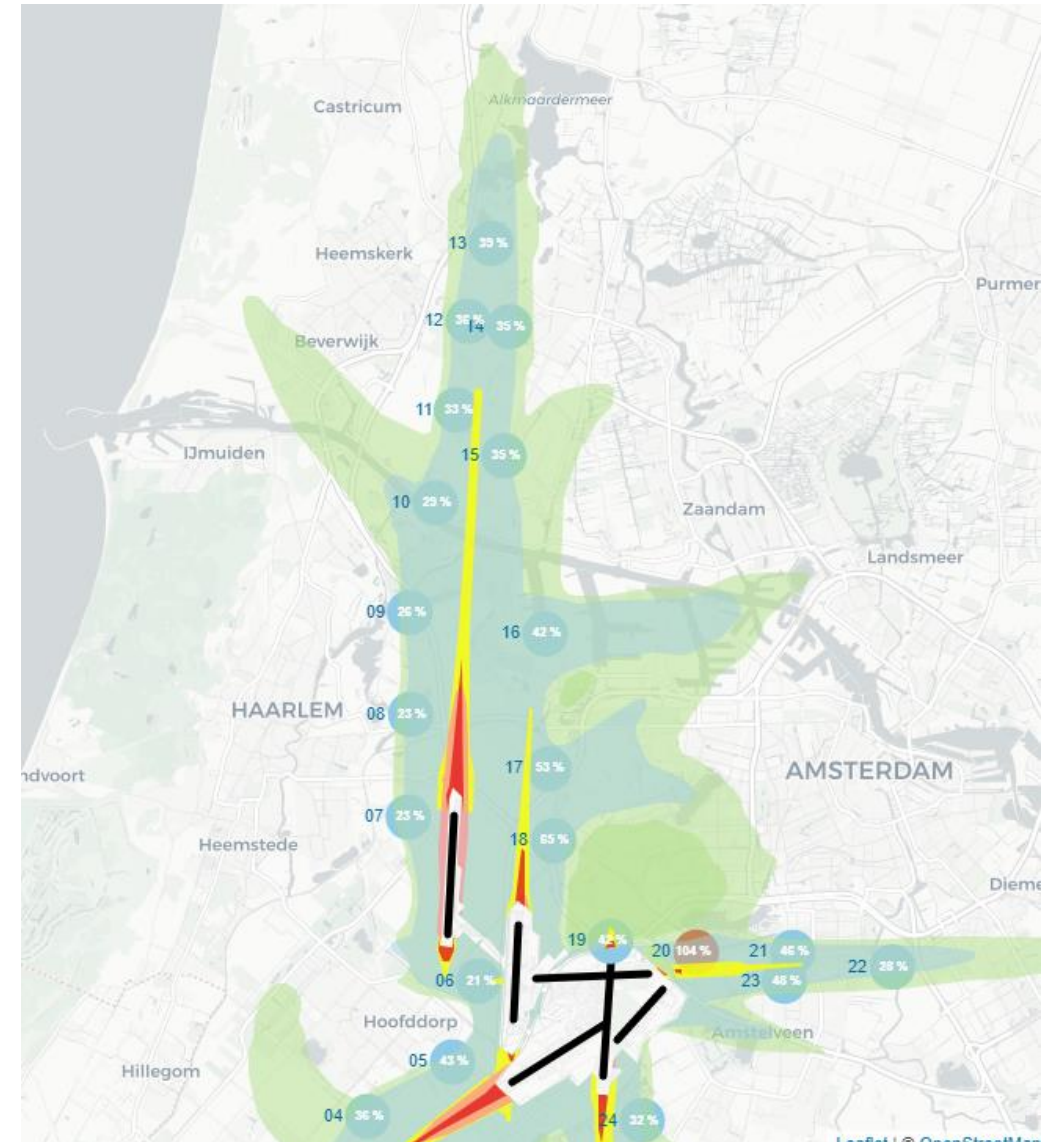 Castricum
Alkmaardermeer
13 39 %
Heemskerk
Purmer
12
14 35 %
Beverwijk
11 33 %
IJmuiden
15 35 %
10 29 %
Zaandam
Landsmeer
09 26 %
16 42 %
HAARLEM
08 23 %
ndvoort
17 53 %
AMSTERDAM
07 23 %
18 65 %
Heemstede
Dieme
19 42 %
20 104 %
21 46 %
22 28 %
06 21 %
23 48 %
Hoofddorp
Amstelveen
05 43 %
Hillegom
04 36 %
24 32 %
Leaflet | © OpenStreetMap